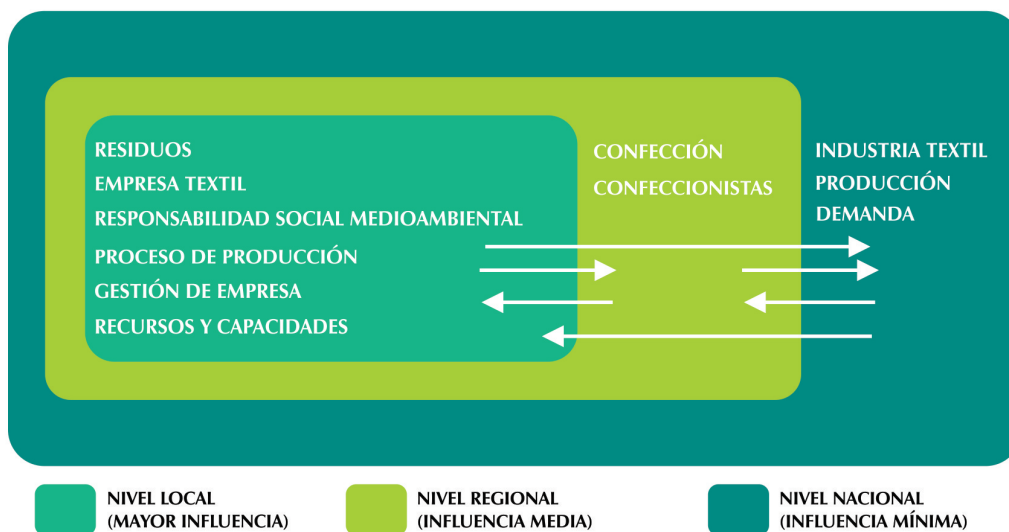 RESIDUOS
EMPRESA TEXTIL
RESPONSABILIDAD SOCIAL MEDIOAMBIENTAL
PROCESO DE PRODUCCIÓN
GESTIÓN DE EMPRESA
RECURSOS Y CAPACIDADES
CONFECCIÓN
CONFECCIONISTAS
INDUSTRIA TEXTIL
PRODUCCIÓN
DEMANDA
NIVEL LOCAL
(MAYOR INFLUENCIA)
NIVEL REGIONAL
(INFLUENCIA MEDIA)
NIVEL NACIONAL
(INFLUENCIA MÍNIMA)